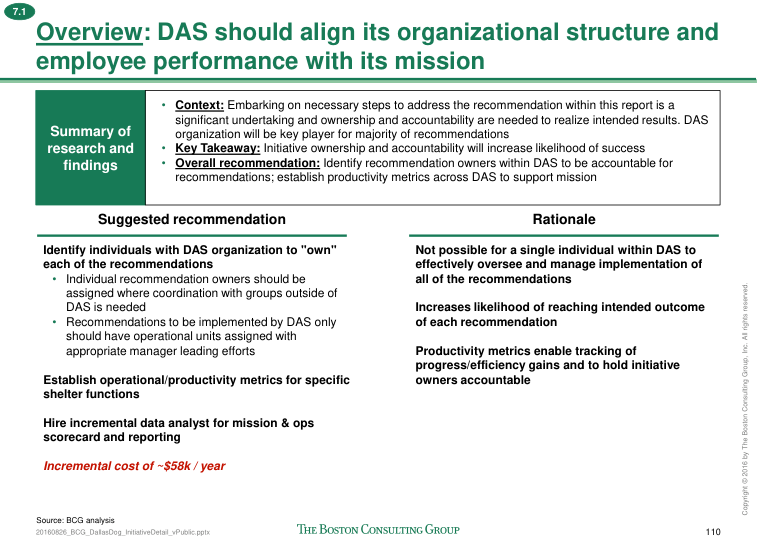 7.1
Overview: DAS should align its organizational structure and
employee performance with its mission
Summary of
research and
findings
• Context: Embarking on necessary steps to address the recommendation within this report is a
significant undertaking and ownership and accountability are needed to realize intended results. DAS
organization will be key player for majority of recommendations
• Key Takeaway: Initiative ownership and accountability will increase likelihood of success
• Overall recommendation: Identify recommendation owners within DAS to be accountable for
recommendations; establish productivity metrics across DAS to support mission
Suggested recommendation
Identify individuals with DAS organization to "own"
each of the recommendations
• Individual recommendation owners should be
assigned where coordination with groups outside of
DAS is needed
• Recommendations to be implemented by DAS only
should have operational units assigned with
appropriate manager leading efforts
Establish operational/productivity metrics for specific
shelter functions
Hire incremental data analyst for mission & ops
scorecard and reporting
Incremental cost of ~$58k / year
Rationale
Not possible for a single individual within DAS to
effectively oversee and manage implementation of
all of the recommendations
Increases likelihood of reaching intended outcome
of each recommendation
Productivity metrics enable tracking of
progress/efficiency gains and to hold initiative
owners accountable
Copyright © 2016 by The Boston Consulting Group, Inc. All rights reserved.
Source: BCG analysis
20160826_BCG_DallasDog_InitiativeDetail_vPublic.pptx
THE BOSTON CONSULTING GROUP
110